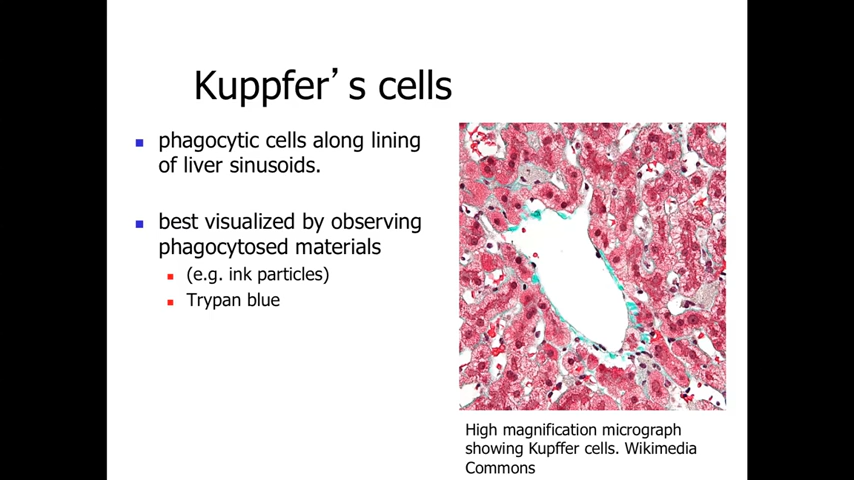 Kuppfer’s cells
phagocytic cells along lining
of liver sinusoids.
best visualized by observing
phagocytosed materials
(e.g. ink particles)
Trypan blue
High magnification micrograph
showing Kupffer cells. Wikimedia
Commons